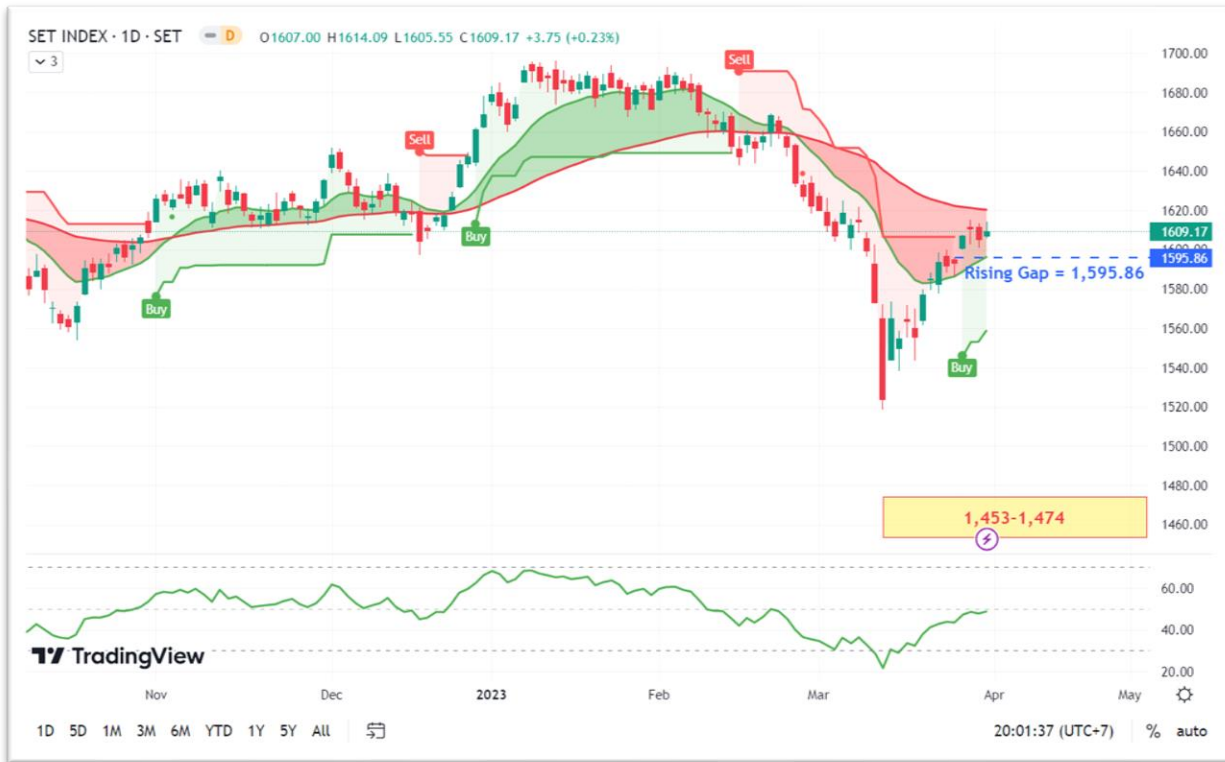 SET INDEX · 1D · SET D O1607.00 H1614.09 L1605.55 C1609.17 +3.75 (+0.23%)
3
1700.00
1680.00
1660.00
1640.00
1620.00
1609.17
1600.00
1595.86
1580.00
1560.00
1540.00
1520.00
1500.00
1480.00
1460.00
Sell
Sell
Buy
Buy
Rising Gap = 1,595.86
Buy
1,453-1,474
60.00
40.00
20.00
TradingView
Nov Dec 2023 Feb Mar Apr May
1D 5D 1M 3M 6M YTD 1Y 5Y All 20:01:37 (UTC+7) % auto